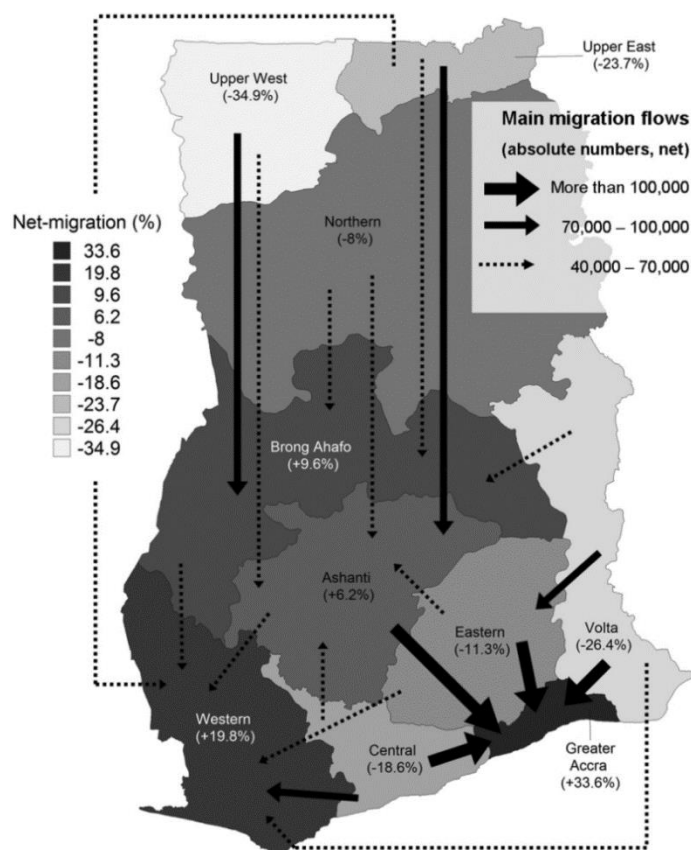 Upper West
(-34.9%)
Upper East
(-23.7%)
Main migration flows
(absolute numbers, net)
More than 100,000
70,000 – 100,000
40,000 – 70,000
Net-migration (%)
33.6
19.8
9.6
6.2
-8
-11.3
-18.6
-23.7
-26.4
-34.9
Northern
(-8%)
Brong Ahafo
(+9.6%)
Ashanti
(+6.2%)
Eastern
(-11.3%)
Volta
(-26.4%)
Western
(+19.8%)
Central
(-18.6%)
Greater
Accra
(+33.6%)